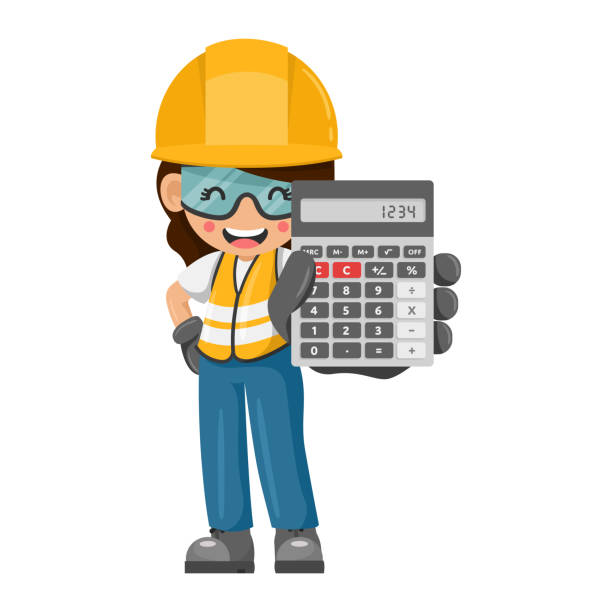 1234
MRC M- M+ √ OFF
C C +/- %
7 8 9 ÷
4 5 6 X
1 2 3 -
0 . = +